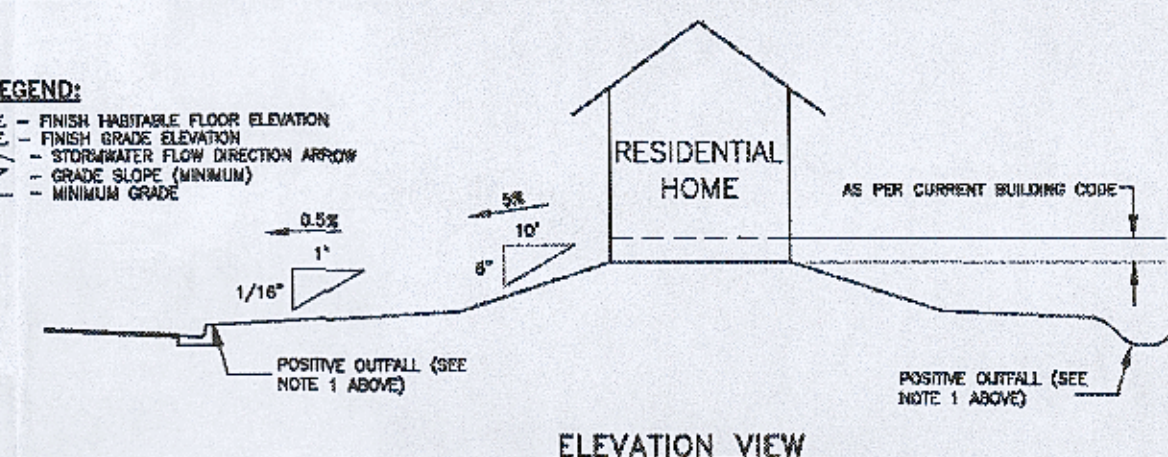 EGEND:
E – FINISH HABITABLE FLOOR ELEVATION
E – FINISH GRADE ELEVATION
– STORMWATER FLOW DIRECTION ARROW
– GRADE SLOPE (MINIMUM)
– MINIMUM GRADE
RESIDENTIAL
HOME
AS PER CURRENT BUILDING CODE
0.5%
1'
1/16"
5%
10'
6"
POSITIVE OUTFALL (SEE
NOTE 1 ABOVE)
POSITIVE OUTFALL (SEE
NOTE 1 ABOVE)
ELEVATION VIEW